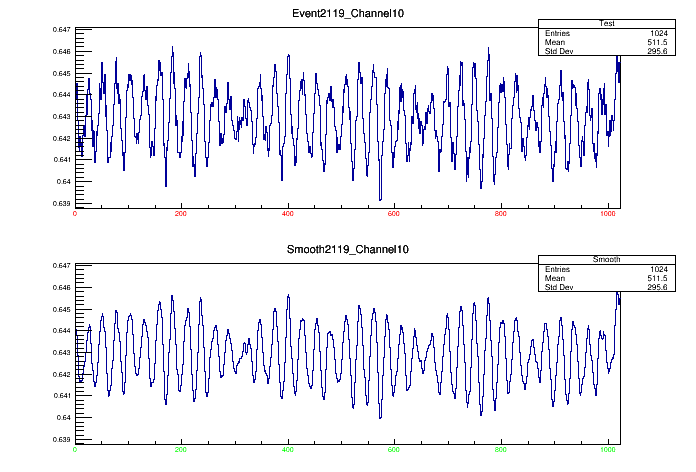 Event2119_Channel10
Test
Entries 1024
Mean 511.5
Std Dev 295.6
0.647
0.646
0.645
0.644
0.643
0.642
0.641
0.64
0.639
0 200 400 600 800 1000
Smooth2119_Channel10
Smooth
Entries 1024
Mean 511.5
Std Dev 295.6
0.647
0.646
0.645
0.644
0.643
0.642
0.641
0.64
0.639
0 200 400 600 800 1000